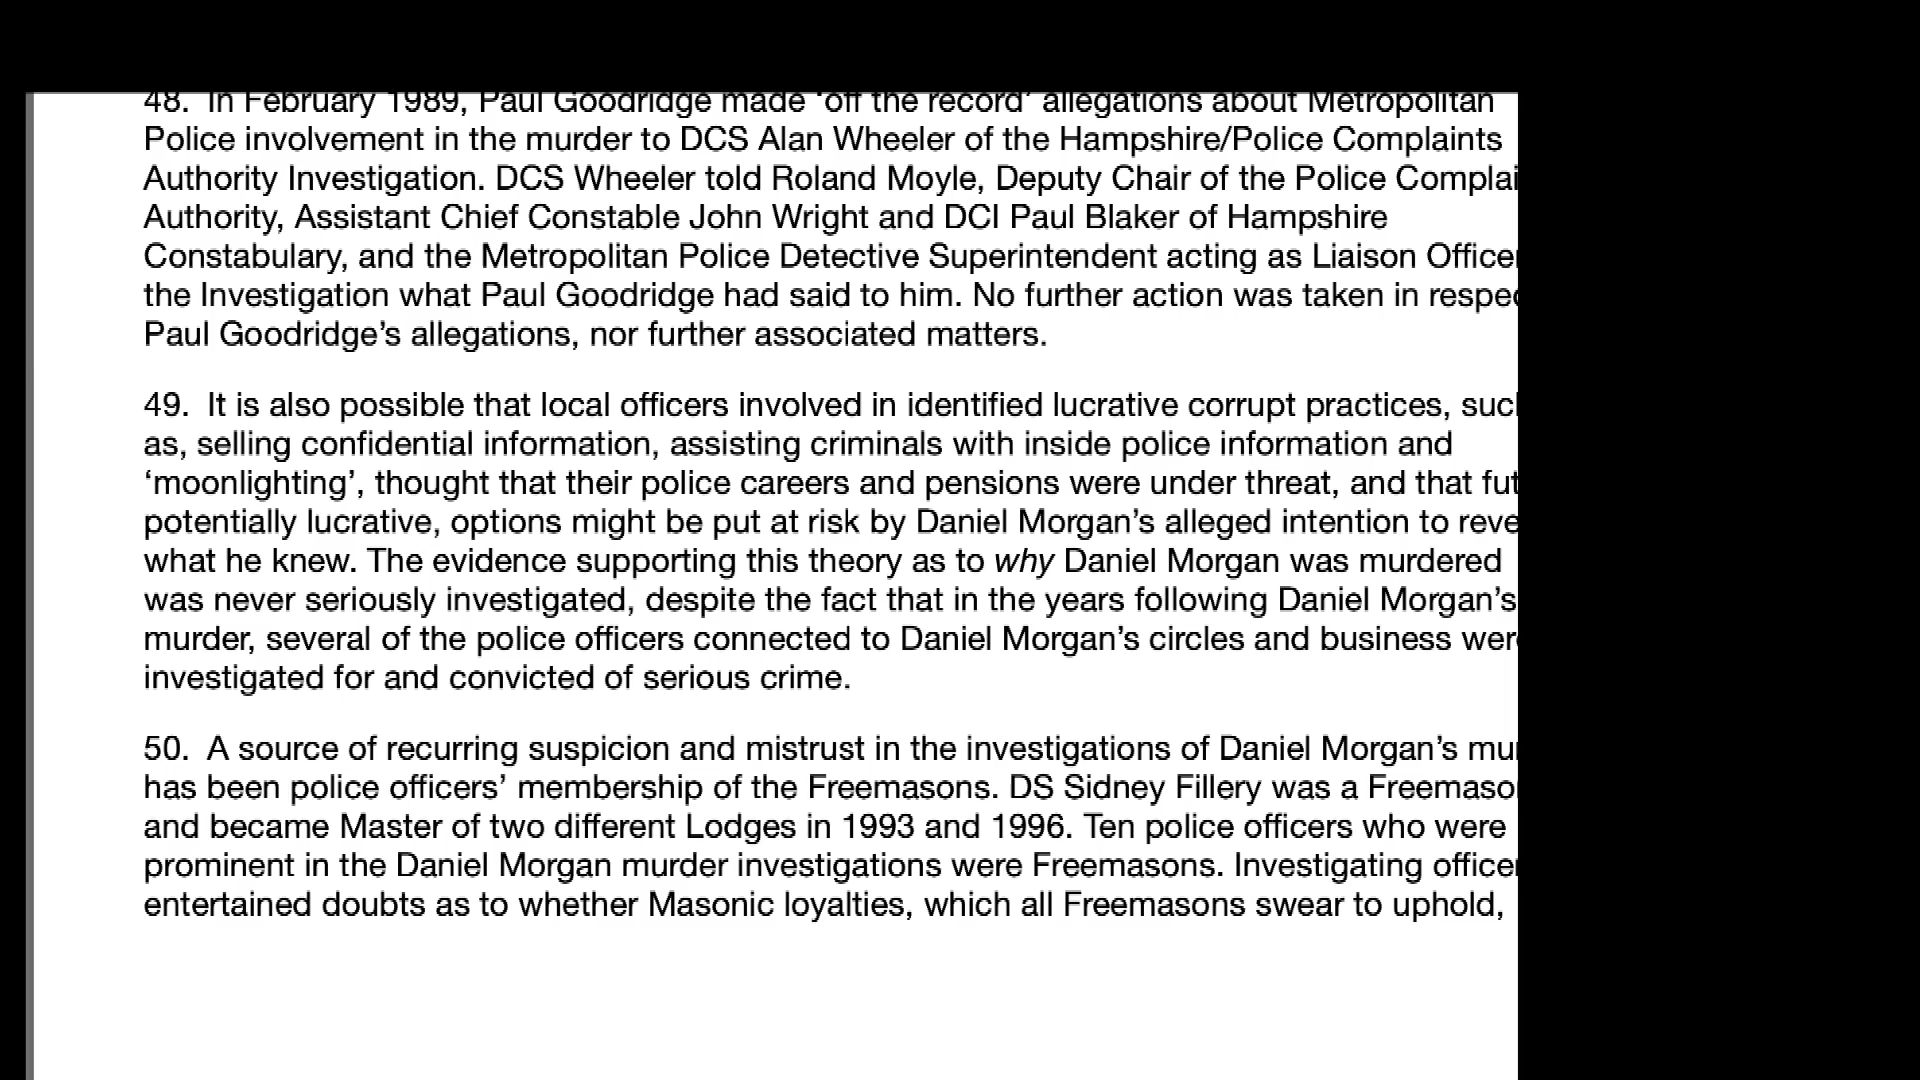 48. In February 1989, Paul Goodridge made ‘off the record’ allegations about Metropolitan
Police involvement in the murder to DCS Alan Wheeler of the Hampshire/Police Complaints
Authority Investigation. DCS Wheeler told Roland Moyle, Deputy Chair of the Police
Authority, Assistant Chief Constable John Wright and DCI Paul Blaker of Hampshire
Constabulary, and the Metropolitan Police Detective Superintendent acting as Liaison Officer
the Investigation what Paul Goodridge had said to him. No further action was taken in
Paul Goodridge’s allegations, nor further associated matters.
49. It is also possible that local officers involved in identified lucrative corrupt practices, such
as, selling confidential information, assisting criminals with inside police information and
‘moonlighting’, thought that their police careers and pensions were under threat, and that
potentially lucrative, options might be put at risk by Daniel Morgan’s alleged intention to
what he knew. The evidence supporting this theory as to why Daniel Morgan was murdered
was never seriously investigated, despite the fact that in the years following Daniel Morgan’s
murder, several of the police officers connected to Daniel Morgan’s circles and business were
investigated for and convicted of serious crime.
50. A source of recurring suspicion and mistrust in the investigations of Daniel Morgan’s
has been police officers’ membership of the Freemasons. DS Sidney Fillery was a Freemason
and became Master of two different Lodges in 1993 and 1996. Ten police officers who were
prominent in the Daniel Morgan murder investigations were Freemasons. Investigating
entertained doubts as to whether Masonic loyalties, which all Freemasons swear to uphold,